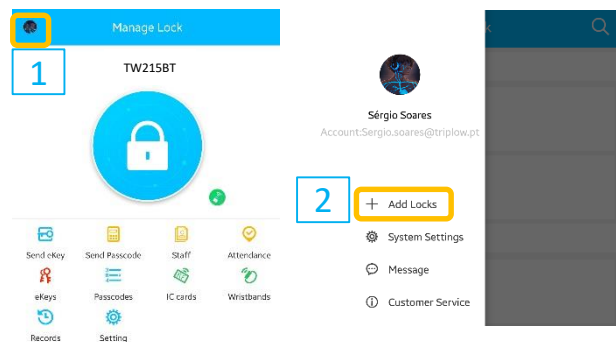 Manage Lock
1
TW215BT
Send eKey
Send Passcode
Staff
Attendance
eKeys
Passcodes
IC cards
Wristbands
Records
Setting
Sérgio Soares
Account:Sergio.soares@triplow.pt
2
+ Add Locks
System Settings
Message
Customer Service